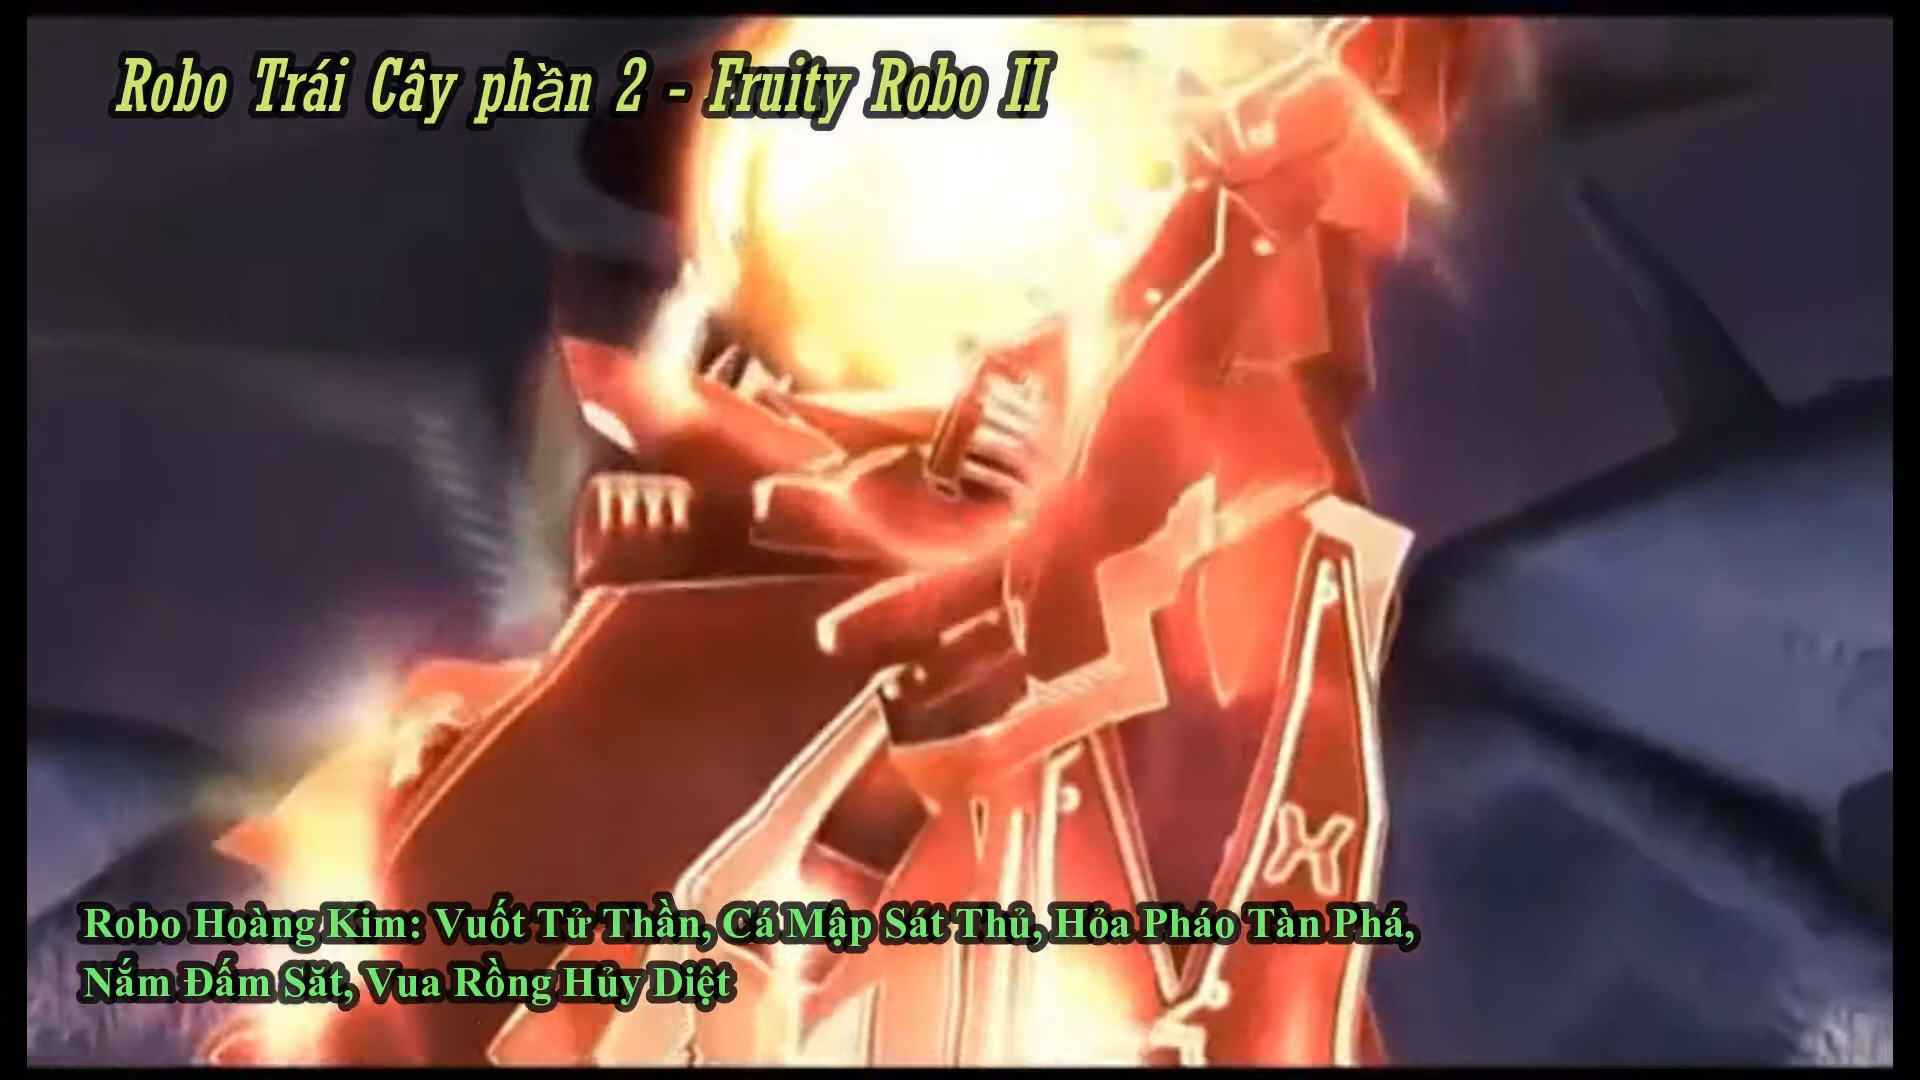 Robo Trái Cây phần 2 - Fruity Robo II
Robo Hoàng Kim: Vuốt Tử Thần, Cá Mập Sát Thủ, Hỏa Pháo Tàn Phá,
Nắm Đấm Săt, Vua Rồng Hủy Diệt